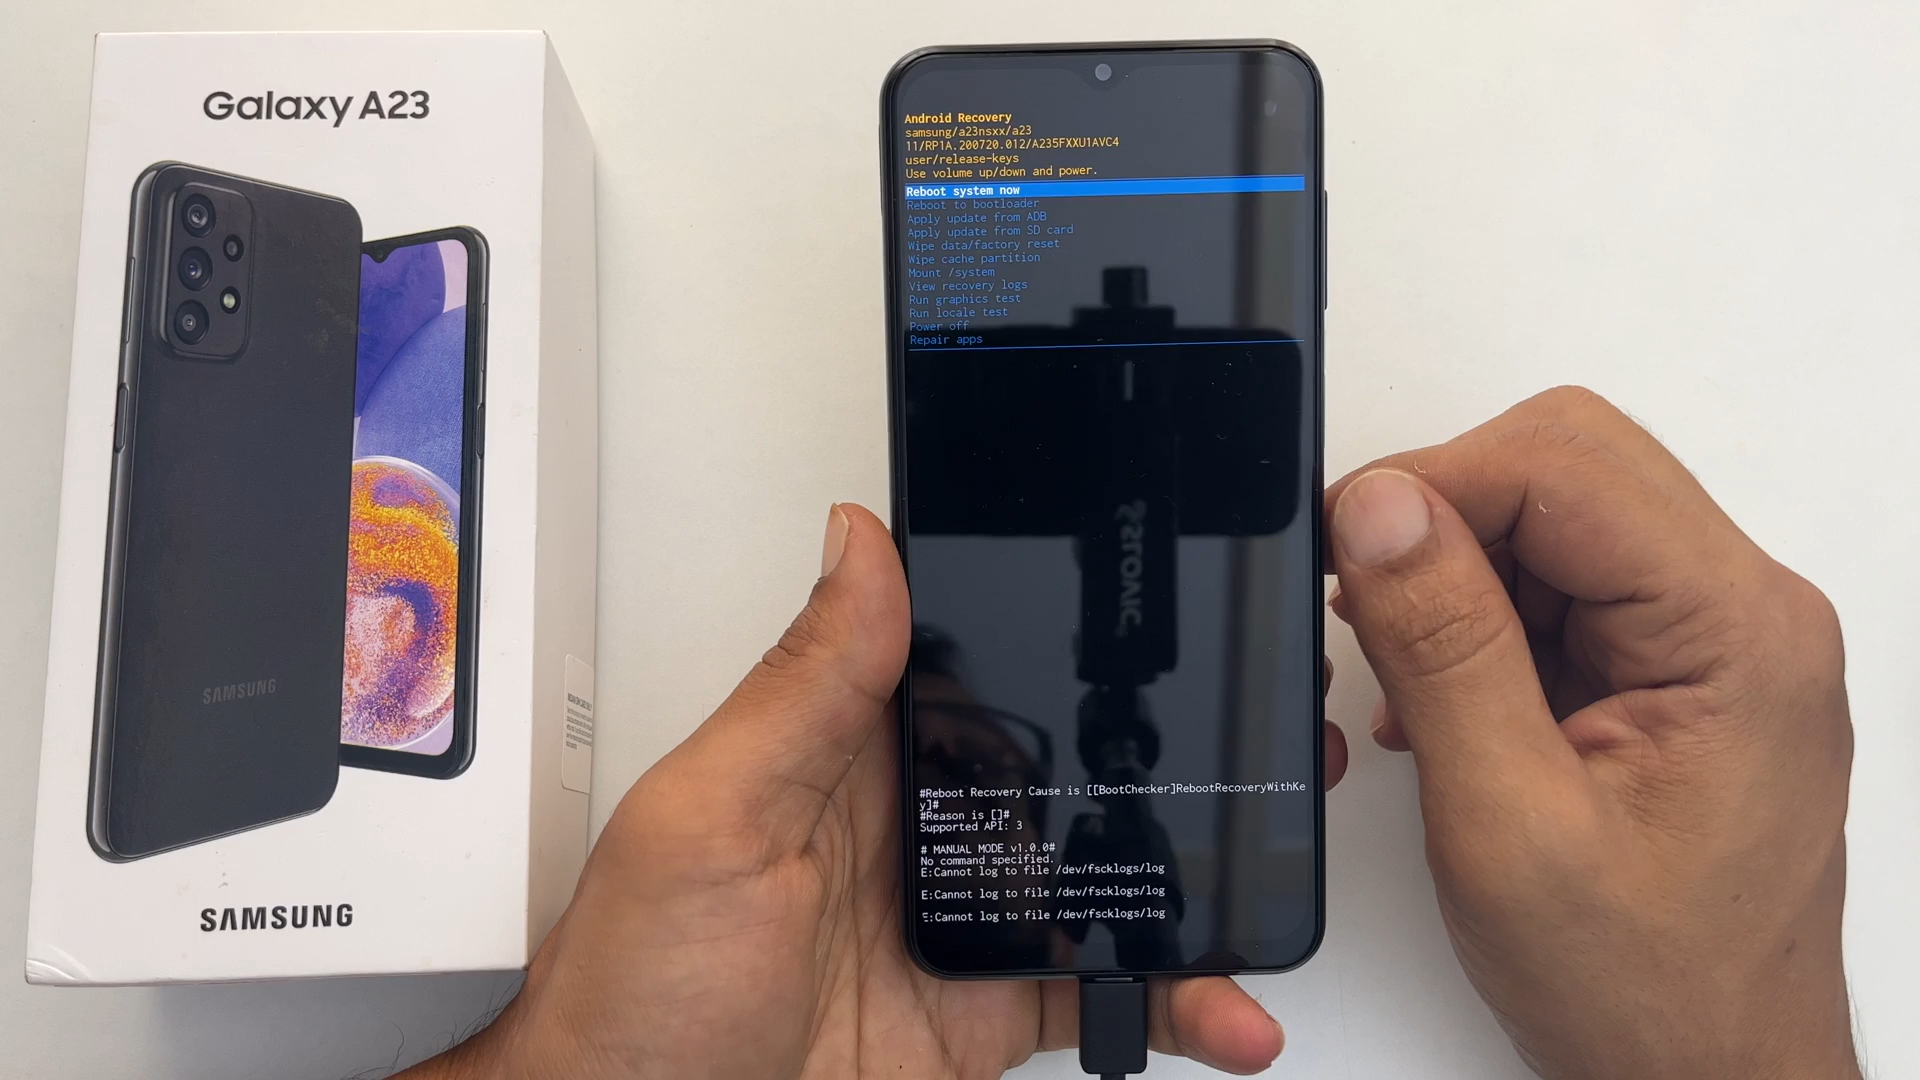 Galaxy A23
SAMSUNG
SAMSUNG
Android Recovery
samsung/a23nsxx/a23
11/RP1A.200720.012/A235FXXU1AVC4
user/release-keys
Use volume up/down and power.
Reboot system now
Reboot to bootloader
Apply update from ADB
Apply update from SD card
Wipe data/factory reset
Wipe cache partition
Mount /system
View recovery logs
Run graphics test
Run locale test
Power off
Repair apps
SSLOVIC
#Reboot Recovery Cause is [[BootChecker]RebootRecoveryWithKe
y]#
#Reason is []#
Supported API: 3
# MANUAL MODE v1.0.0#
No command specified.
E:Cannot log to file /dev/fscklogs/log
E:Cannot log to file /dev/fscklogs/log
E:Cannot log to file /dev/fscklogs/log